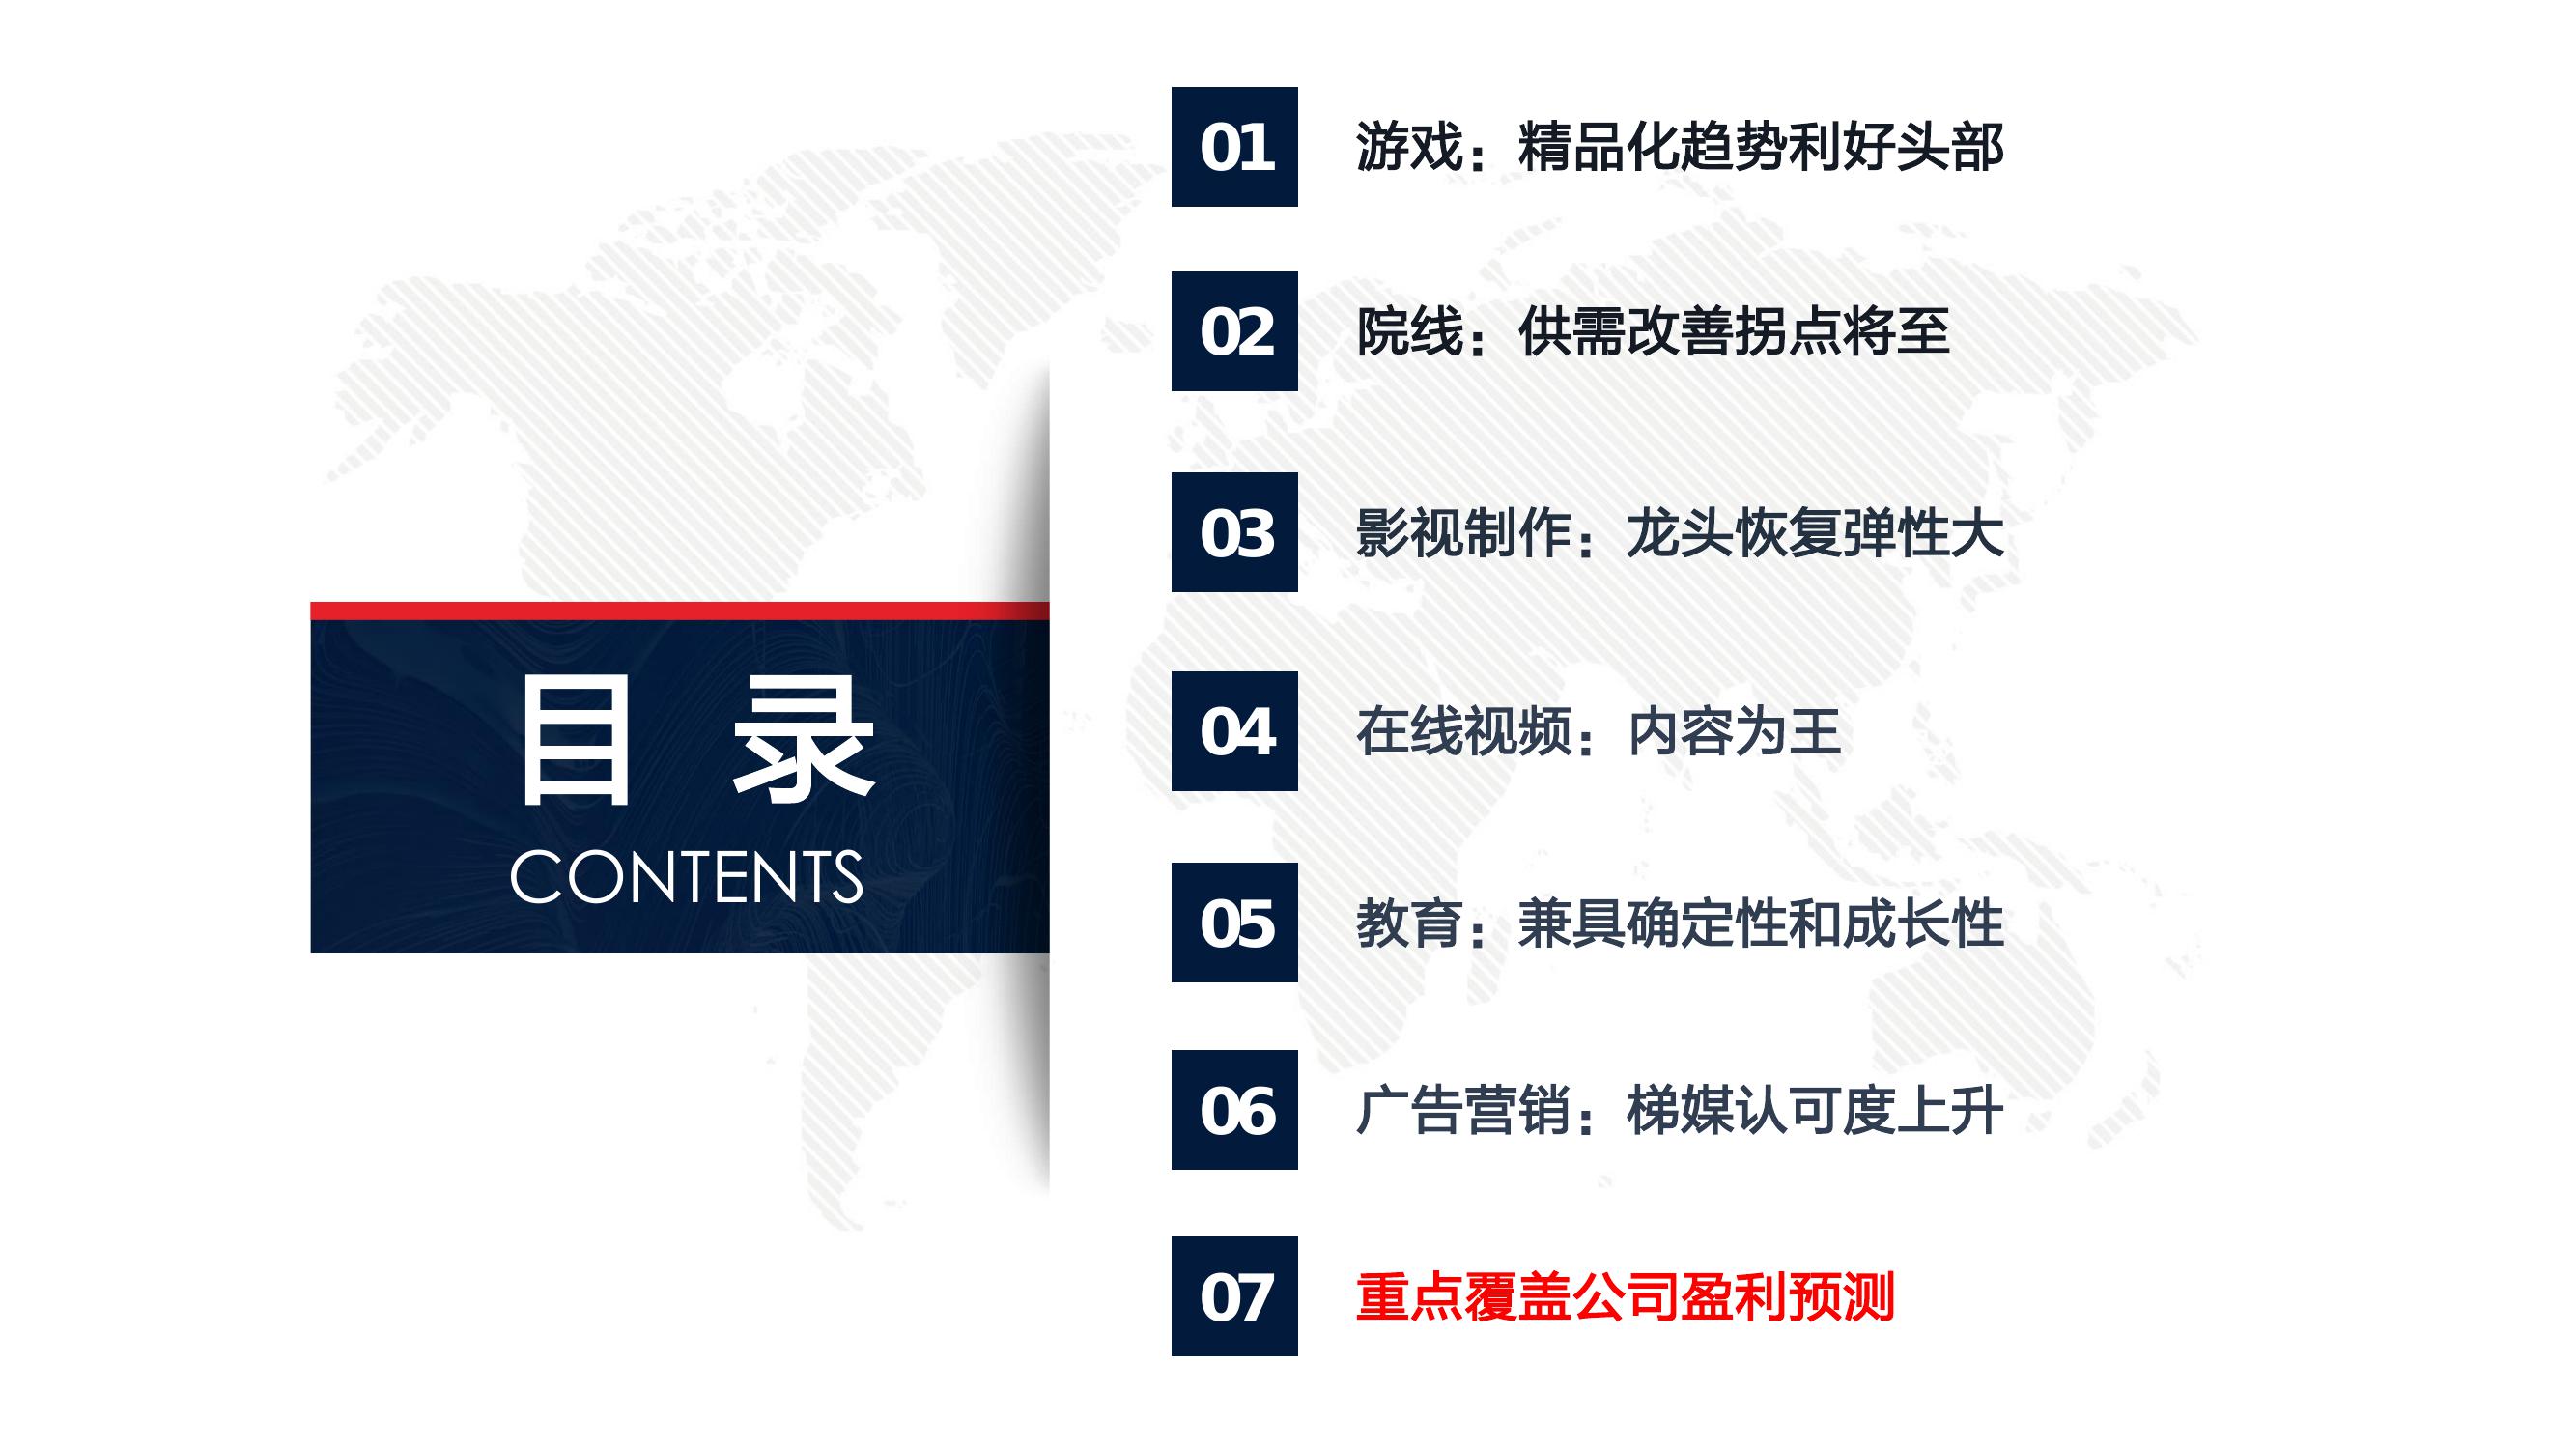 目 录
CONTENTS
01 游戏：精品化趋势利好头部
02 院线：供需改善拐点将至
03 影视制作：龙头恢复弹性大
04 在线视频：内容为王
05 教育：兼具确定性和成长性
06 广告营销：梯媒认可度上升
07 重点覆盖公司盈利预测